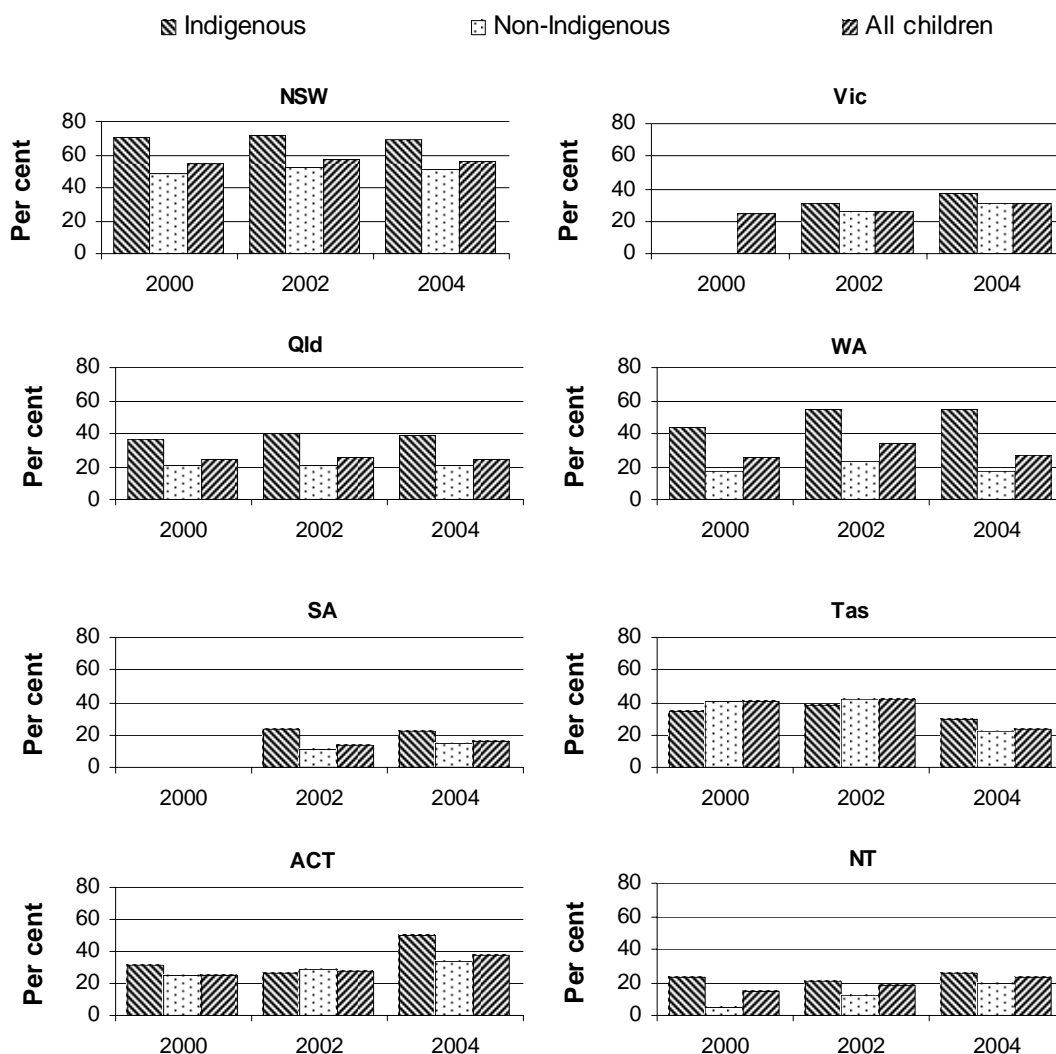 Indigenous Non-Indigenous All children
NSW Vic
Per cent Per cent
80 80
60 60
40 40
20 20
0 0
2000 2002 2004 2000 2002 2004
Qld WA
Per cent Per cent
80 80
60 60
40 40
20 20
0 0
2000 2002 2004 2000 2002 2004
SA Tas
Per cent Per cent
80 80
60 60
40 40
20 20
0 0
2000 2002 2004 2000 2002 2004
ACT NT
Per cent Per cent
80 80
60 60
40 40
20 20
0 0
2000 2002 2004 2000 2002 2004